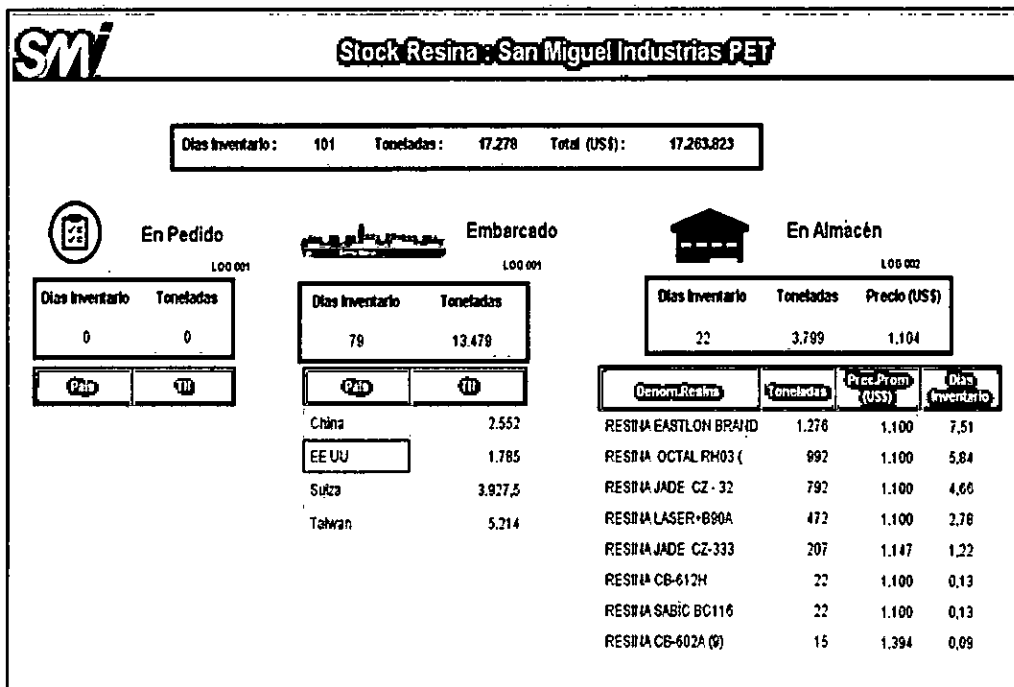 SMi
Stock Resina : San Miguel Industrias PET
Días Inventario : 101 Toneladas : 17.278 Total (US$) : 17.263.823
En Pedido
LOG 001
Días Inventario Toneladas
0 0
País TM
Embarcado
LOG 001
Días Inventario Toneladas
79 13.479
País TM
China 2.552
EE UU 1.785
Suiza 3.927,5
Taiwan 5.214
En Almacén
LOG 002
Días Inventario Toneladas Precio (US$)
22 3.799 1.104
Denom.Resina Toneladas Prec.Prom (US$) Días Inventario
RESINA EASTLON BRAND 1.276 1.100 7,51
RESINA OCTAL RH03 ( 992 1.100 5,84
RESINA JADE CZ - 32 792 1.100 4,66
RESINA LASER+B90A 472 1.100 2,78
RESINA JADE CZ-333 207 1.147 1,22
RESINA CB-612H 22 1.100 0,13
RESINA SABIC BC116 22 1.100 0,13
RESINA CB-602A (9) 15 1.394 0,09